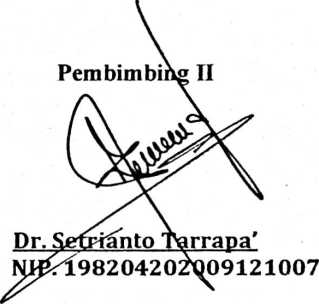 Pembimbing II
Dr. Setrianto Tarrapa'
NIP. 198204202009121007